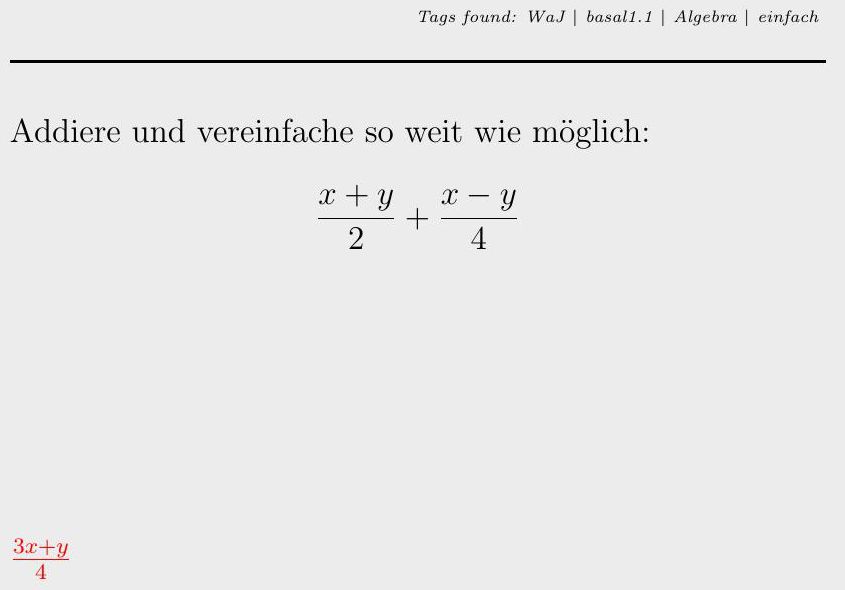 Tags found: WaJ | basal1.1 | Algebra | einfach
Addiere und vereinfache so weit wie möglich:
\frac{x+y}{2} + \frac{x-y}{4}
\frac{3x+y}{4}